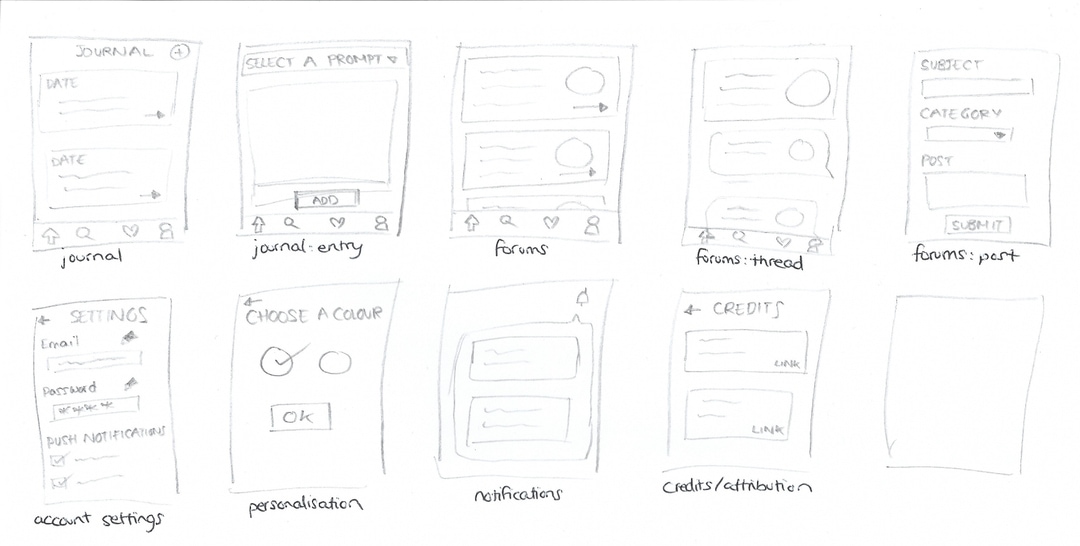 JOURNAL +
DATE
DATE
journal
SELECT A PROMPT
ADD
journal: entry
forums
forums: thread
SUBJECT
CATEGORY
POST
SUBMIT
forums: post
SETTINGS
Email
Password
****
PUSH NOTIFICATIONS
account settings
CHOOSE A COLOUR
OK
personalisation
notifications
CREDITS
LINK
LINK
credits/attribution